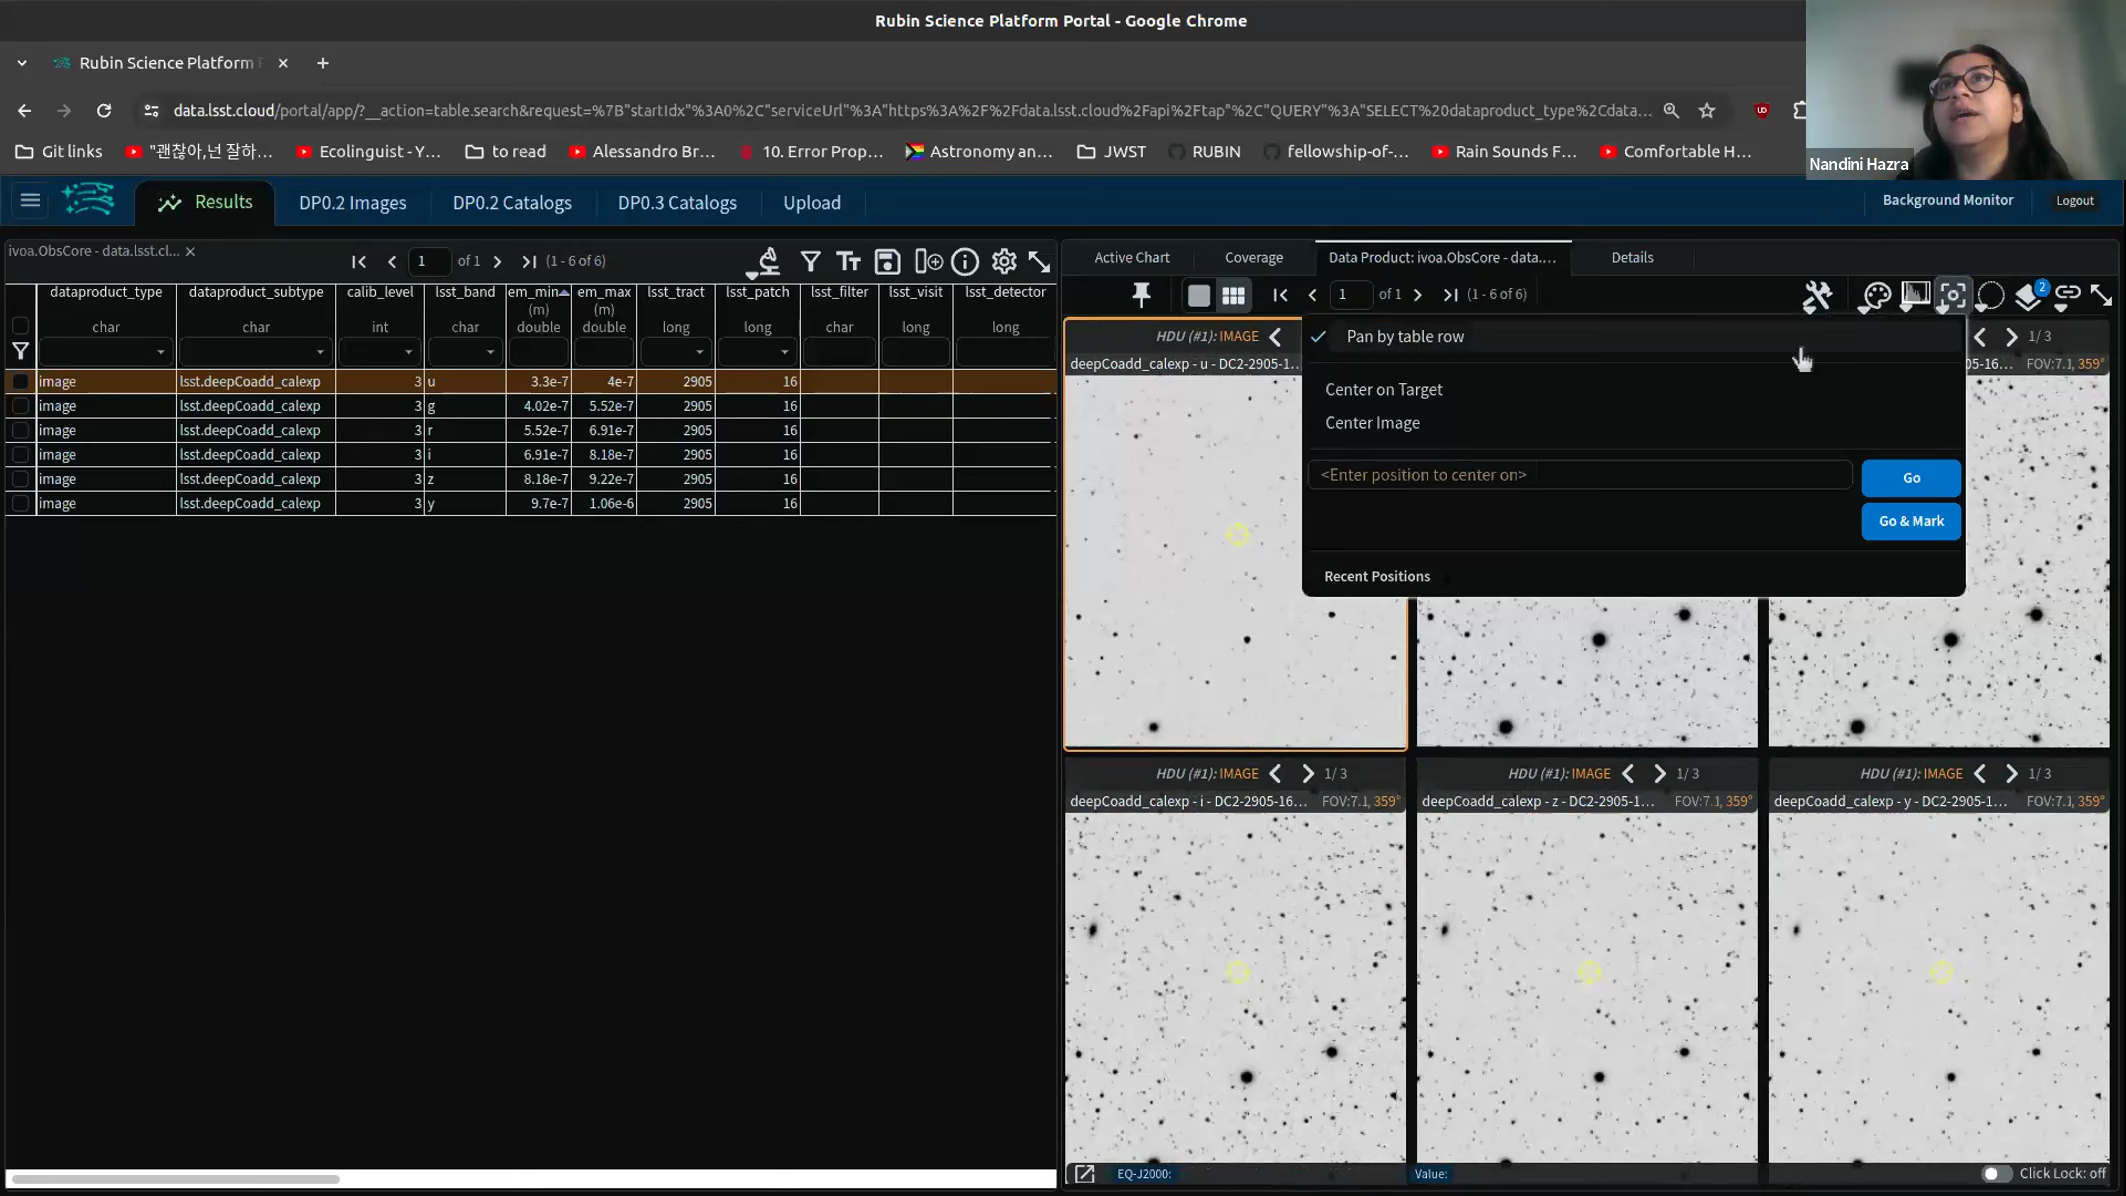 Rubin Science Platform Portal - Google Chrome
Rubin Science Platform
data.lsst.cloud/portal/app/?__action=table.search&request=%7B"startIdx"%3A0%2C"serviceUrl"%3A"https%3A%2F%2Fdata.lsst.cloud%2Fapi%2Ftap"%2C"QUERY"%3A"SELECT%20dataproduct_type%2Cdata...
Git links
"괜찮아,넌 잘하...
Ecolinguist - Y...
to read
Alessandro Br...
10. Error Prop...
Astronomy an...
JWST
RUBIN
fellowship-of-...
Rain Sounds F...
Comfortable H...
Nandini Hazra
Results
DP0.2 Images
DP0.2 Catalogs
DP0.3 Catalogs
Upload
Background Monitor
Logout
ivoa.ObsCore - data.lsst.cl...
1 of 1 (1 - 6 of 6)
dataproduct_type dataproduct_subtype calib_level lsst_band em_min em_max lsst_tract lsst_patch lsst_filter lsst_visit lsst_detector
(m) (m)
char char int char double double long long char long long
image lsst.deepCoadd_calexp 3 u 3.3e-7 4e-7 2905 16
image lsst.deepCoadd_calexp 3 g 4.02e-7 5.52e-7 2905 16
image lsst.deepCoadd_calexp 3 r 5.52e-7 6.91e-7 2905 16
image lsst.deepCoadd_calexp 3 i 6.91e-7 8.18e-7 2905 16
image lsst.deepCoadd_calexp 3 z 8.18e-7 9.22e-7 2905 16
image lsst.deepCoadd_calexp 3 y 9.7e-7 1.06e-6 2905 16
Active Chart
Coverage
Data Product: ivoa.ObsCore - data....
Details
1 of 1 (1 - 6 of 6)
2
HDU (#1): IMAGE
deepCoadd_calexp - u - DC2-2905-1...
Pan by table row
Center on Target
Center Image
<Enter position to center on>
Go
Go & Mark
Recent Positions
1/ 3
05-16... FOV:7.1, 359°
HDU (#1): IMAGE 1/ 3
deepCoadd_calexp - i - DC2-2905-16... FOV:7.1, 359°
HDU (#1): IMAGE 1/ 3
deepCoadd_calexp - z - DC2-2905-1... FOV:7.1, 359°
HDU (#1): IMAGE 1/ 3
deepCoadd_calexp - y - DC2-2905-1... FOV:7.1, 359°
EQ-J2000:
Value:
Click Lock: off